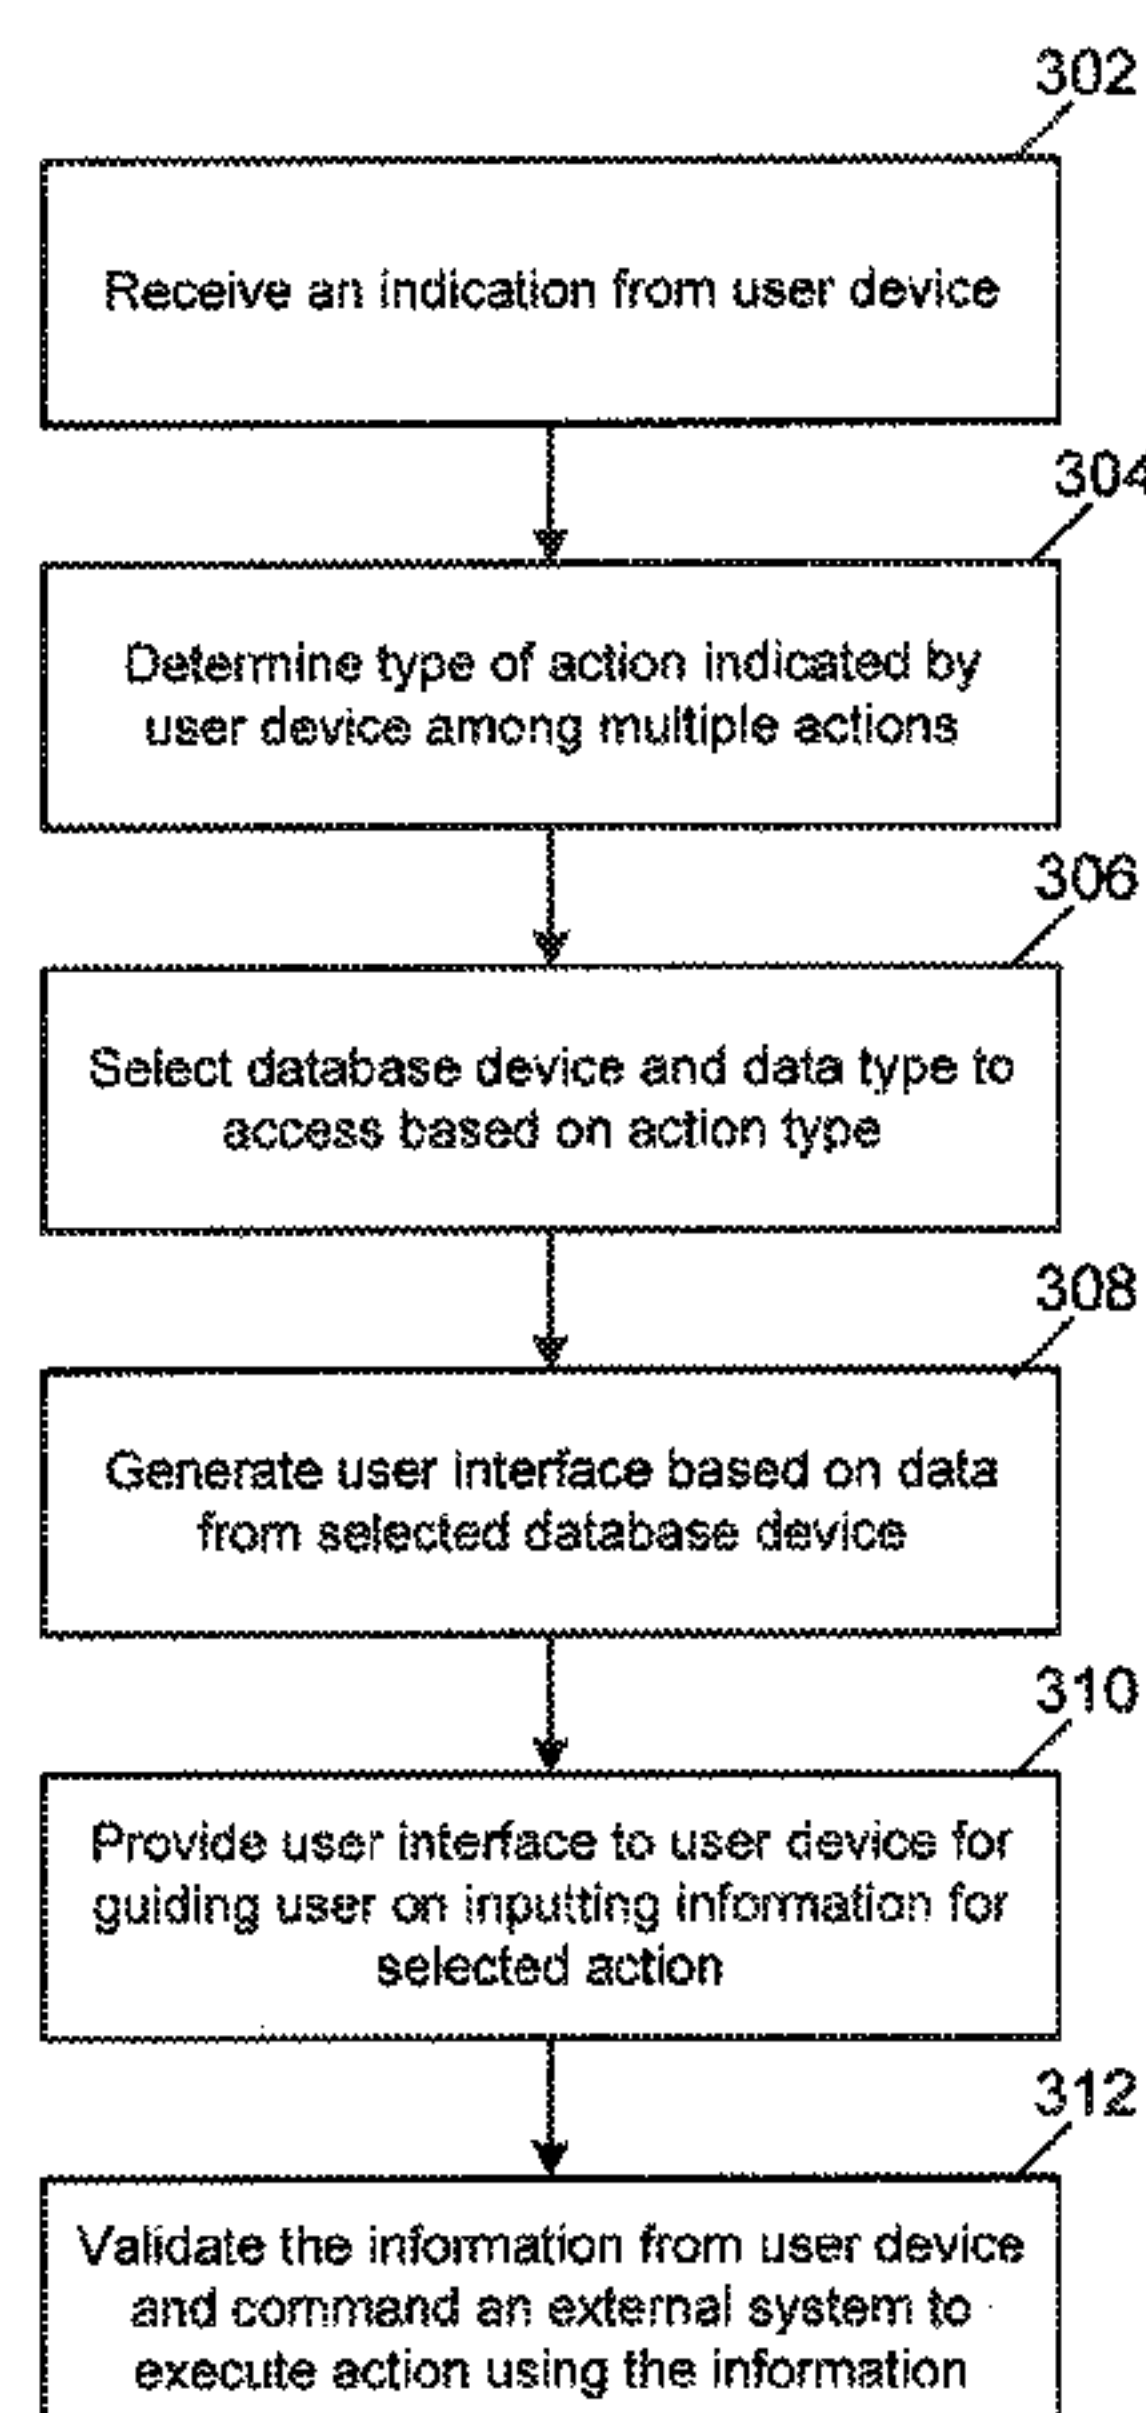 302
Receive an indication from user device
304
Determine type of action indicated by
user device among multiple actions
306
Select database device and data type to
access based on action type
308
Generate user interface based on data
from selected database device
310
Provide user interface to user device for
guiding user on inputting information for
selected action
312
Validate the information from user device
and command an external system to
execute action using the information